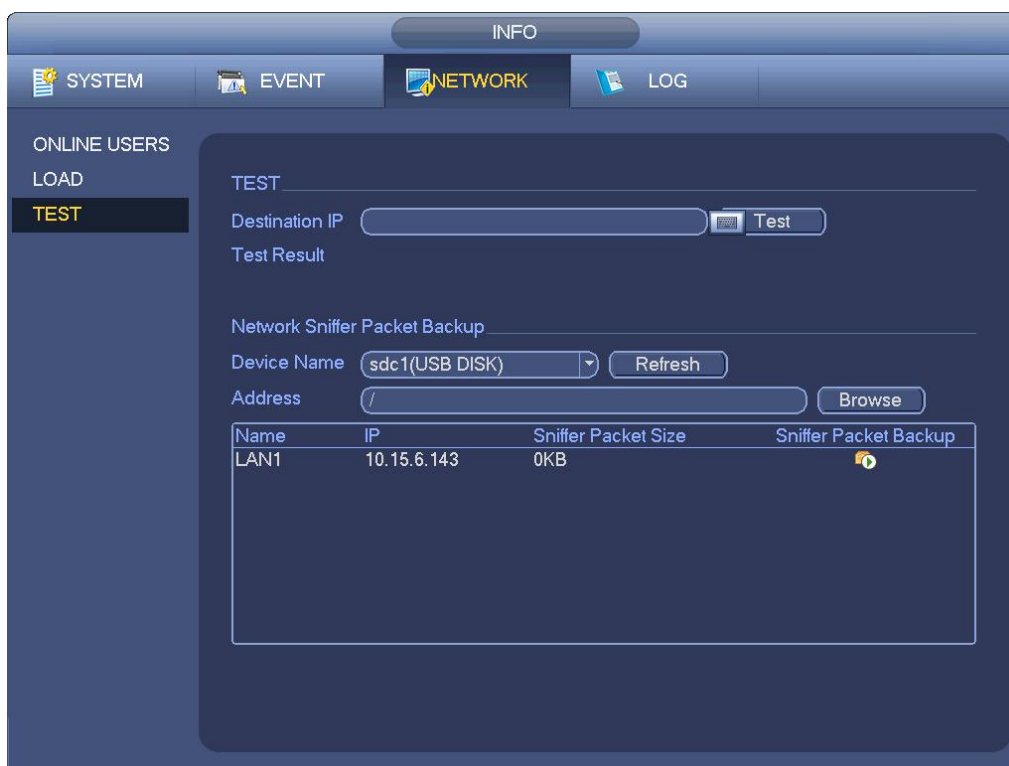 INFO
SYSTEM EVENT NETWORK LOG
ONLINE USERS
LOAD
TEST
TEST
Destination IP Test
Test Result
Network Sniffer Packet Backup
Device Name sdc1(USB DISK) Refresh
Address / Browse
Name IP Sniffer Packet Size Sniffer Packet Backup
LAN1 10.15.6.143 0KB